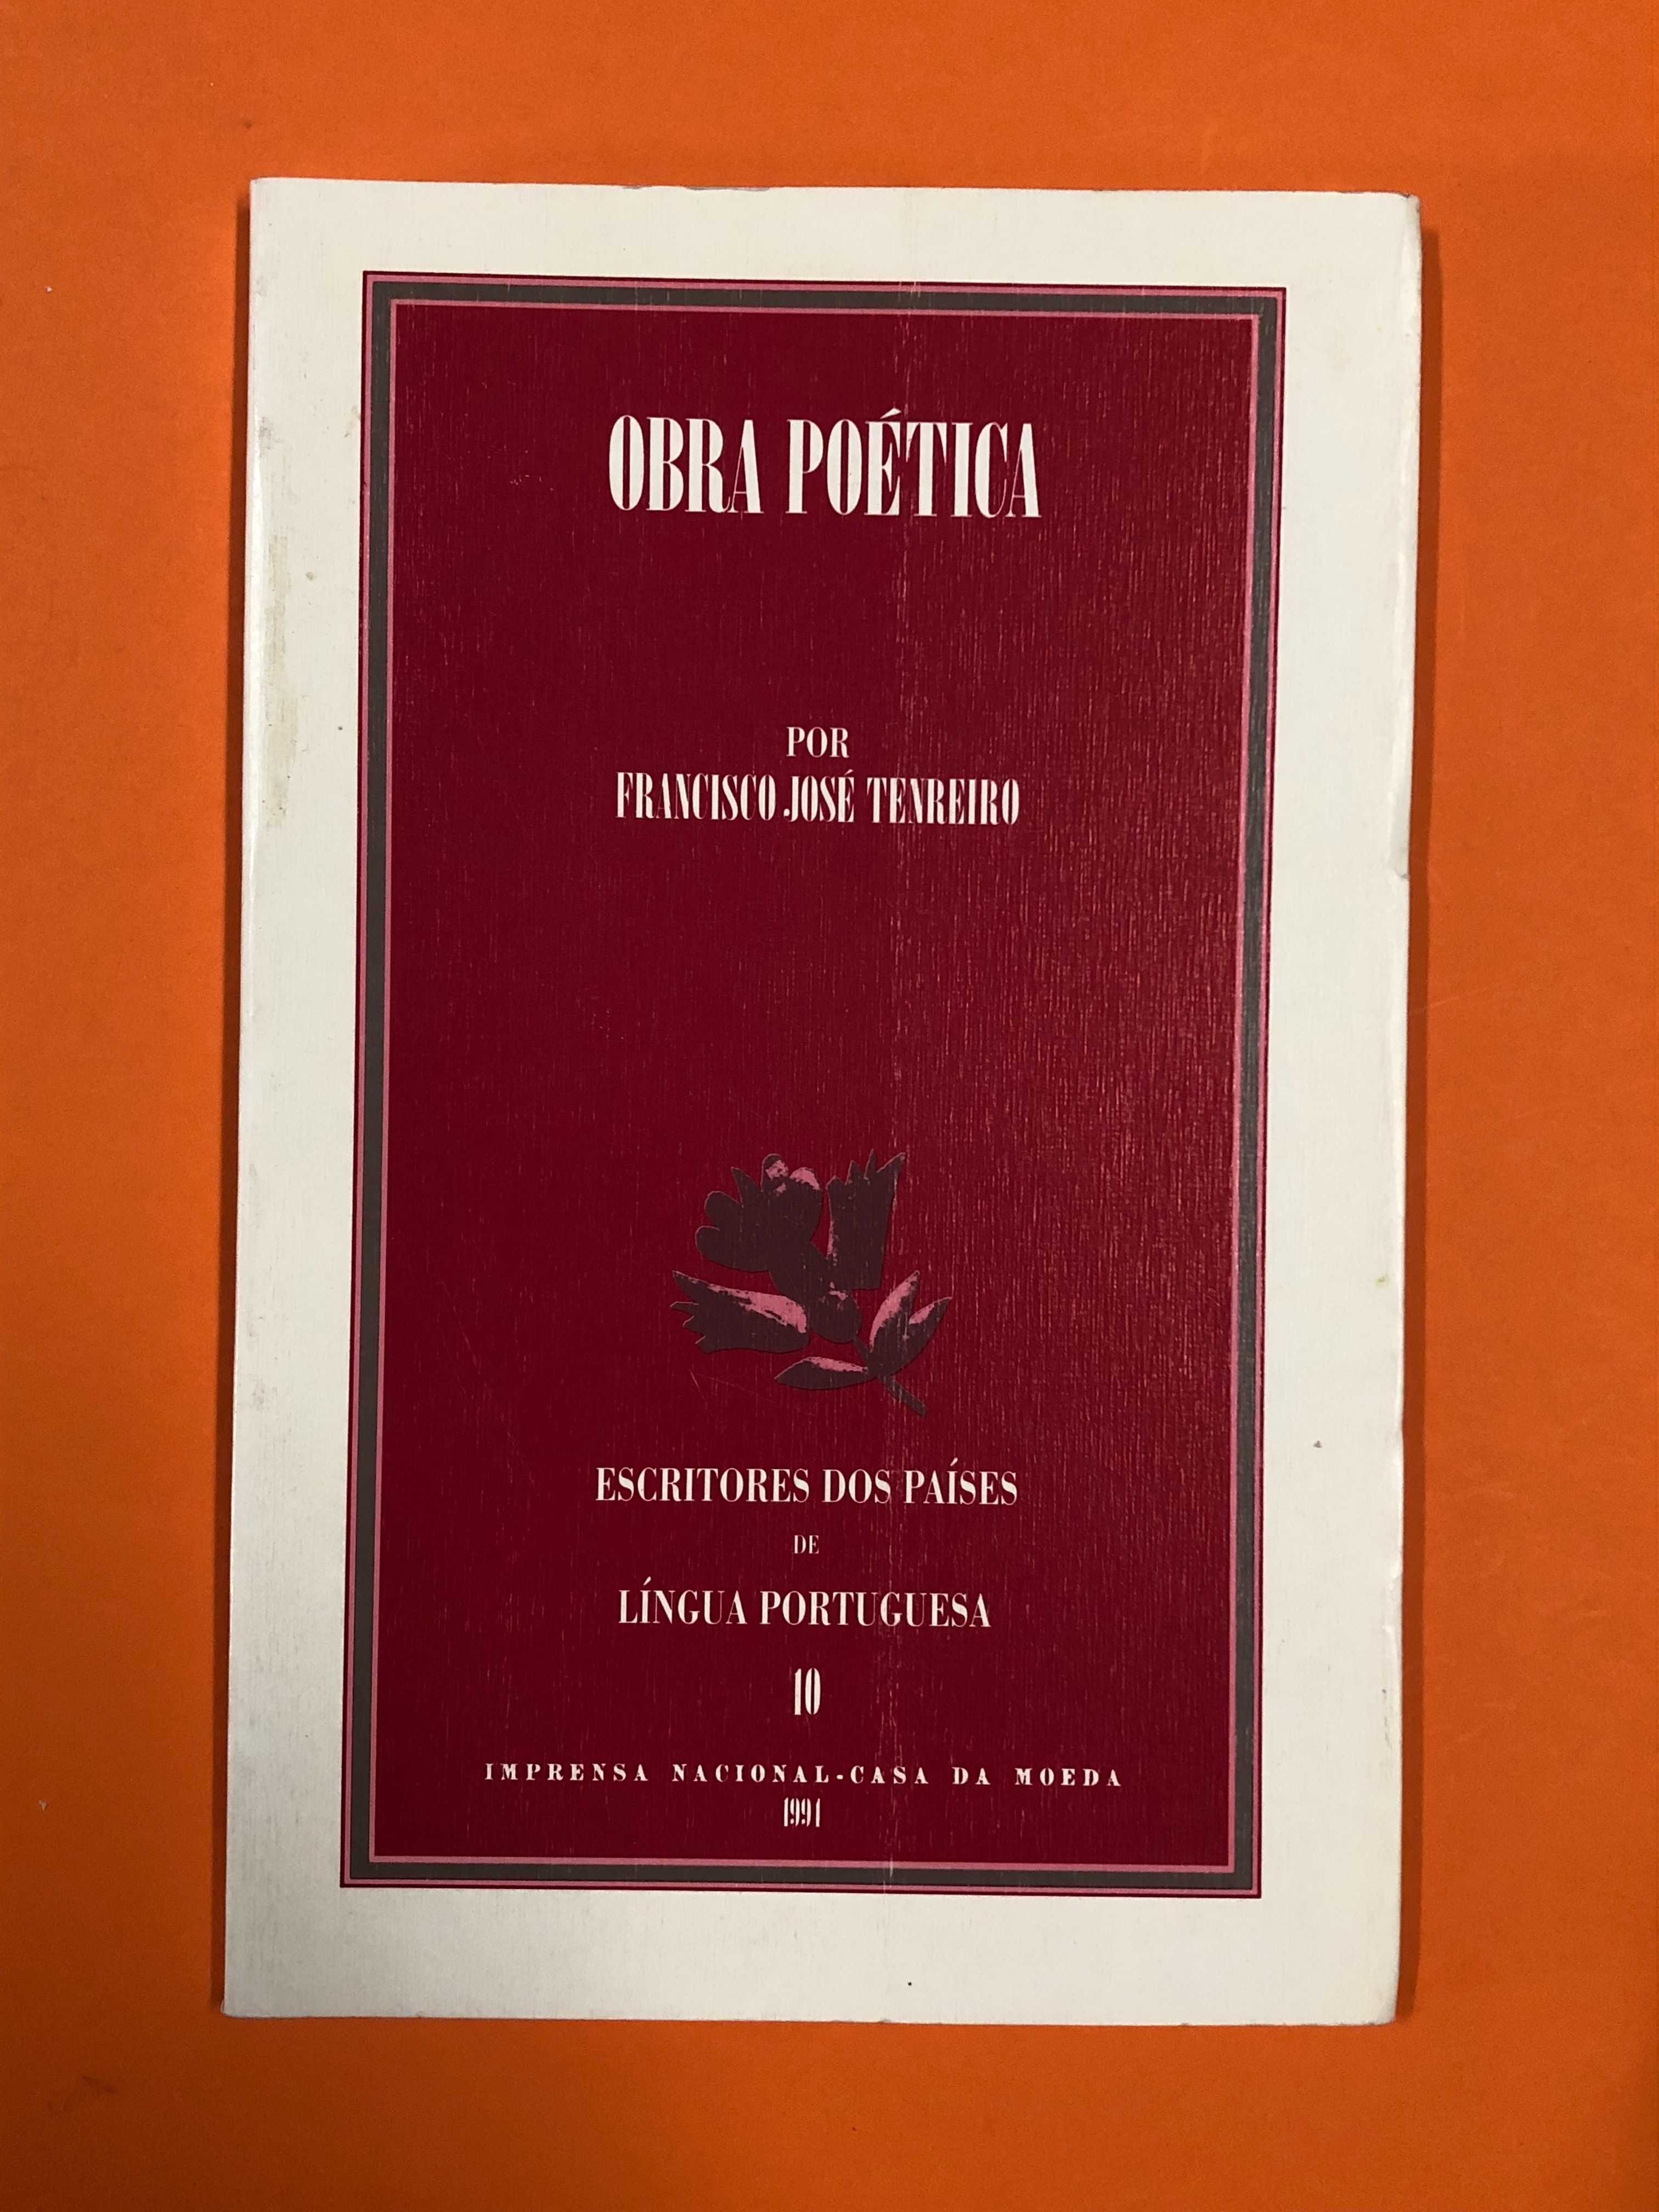 OBRA POÉTICA
POR
FRANCISCO JOSÉ TENREIRO
ESCRITORES DOS PAÍSES
DE
LÍNGUA PORTUGUESA
10
IMPRENSA NACIONAL-CASA DA MOEDA
1991